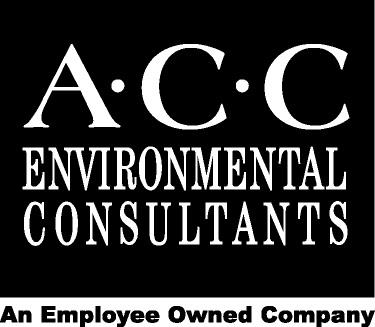 A·C·C
ENVIRONMENTAL
CONSULTANTS
An Employee Owned Company